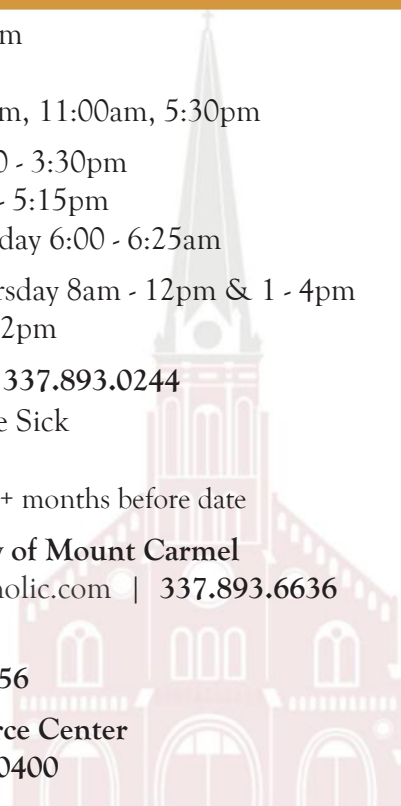 m
m, 11:00am, 5:30pm
0 - 3:30pm
- 5:15pm
day 6:00 - 6:25am
rsday 8am - 12pm & 1 - 4pm
2pm
337.893.0244
e Sick
+ months before date
y of Mount Carmel
holic.com | 337.893.6636
56
rce Center
0400